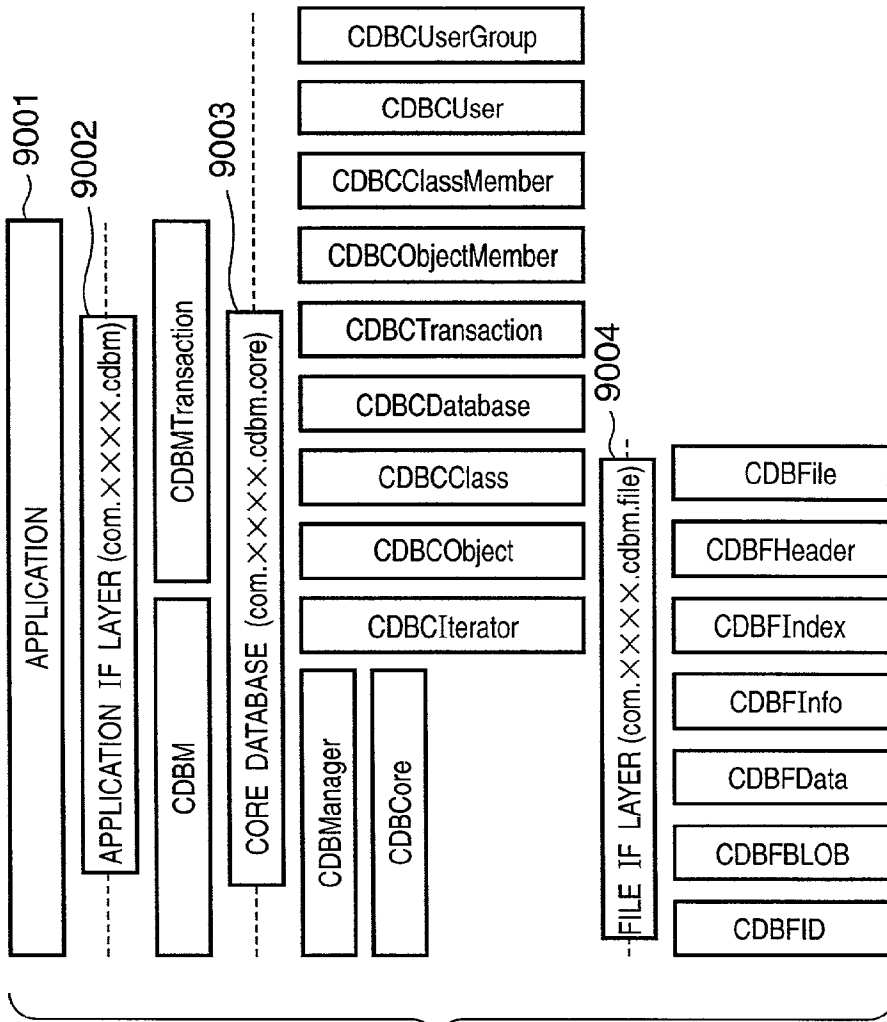 9001
APPLICATION
9002
APPLICATION IF LAYER (com.××××.cdbm)
CDBM
CDBMTransaction
9003
CORE DATABASE (com.××××.cdbm.core)
CDBManager
CDBCore
CDBCIterator
CDBCObject
CDBCClass
CDBCDatabase
CDBCTransaction
CDBCObjectMember
CDBCClassMember
CDBCUser
CDBCUserGroup
9004
FILE IF LAYER (com.××××.cdbm.file)
CDBFID
CDBFBLOB
CDBFData
CDBFInfo
CDBFIndex
CDBFHeader
CDBFile